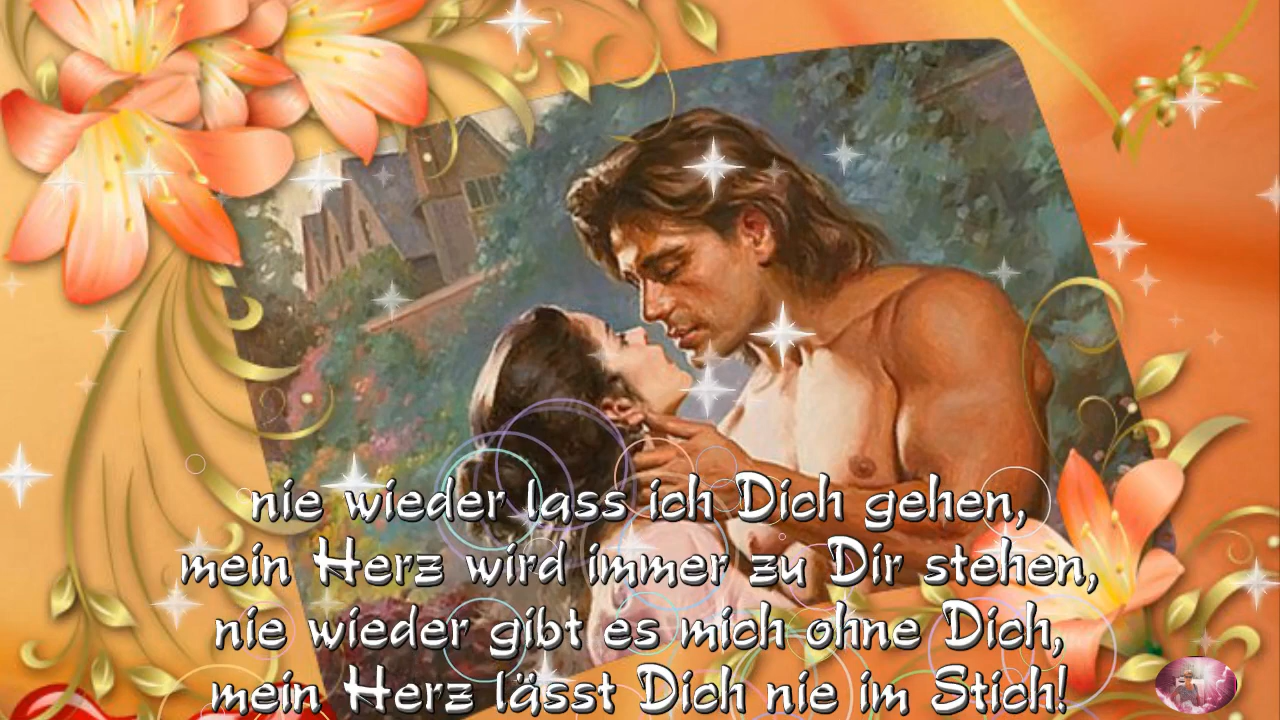 nie wieder lass ich Dich gehen,
mein Herz wird immer zu Dir stehen,
nie wieder gibt es mich ohne Dich,
mein Herz lässt Dich nie im Stich!